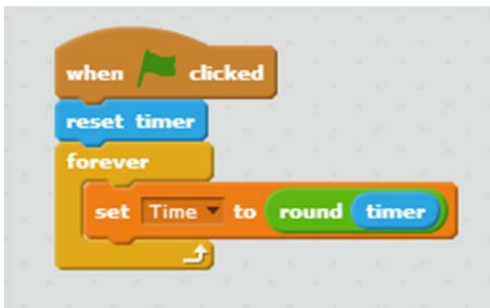 when clicked
reset timer
forever
set Time to round timer